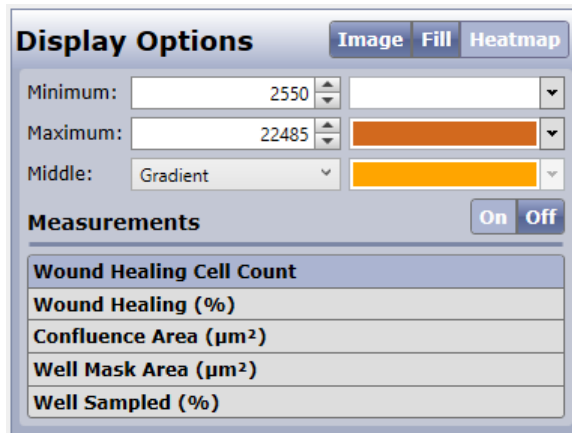 Display Options Image Fill Heatmap
Minimum: 2550
Maximum: 22485
Middle: Gradient
Measurements On Off
Wound Healing Cell Count
Wound Healing (%)
Confluence Area (µm²)
Well Mask Area (µm²)
Well Sampled (%)